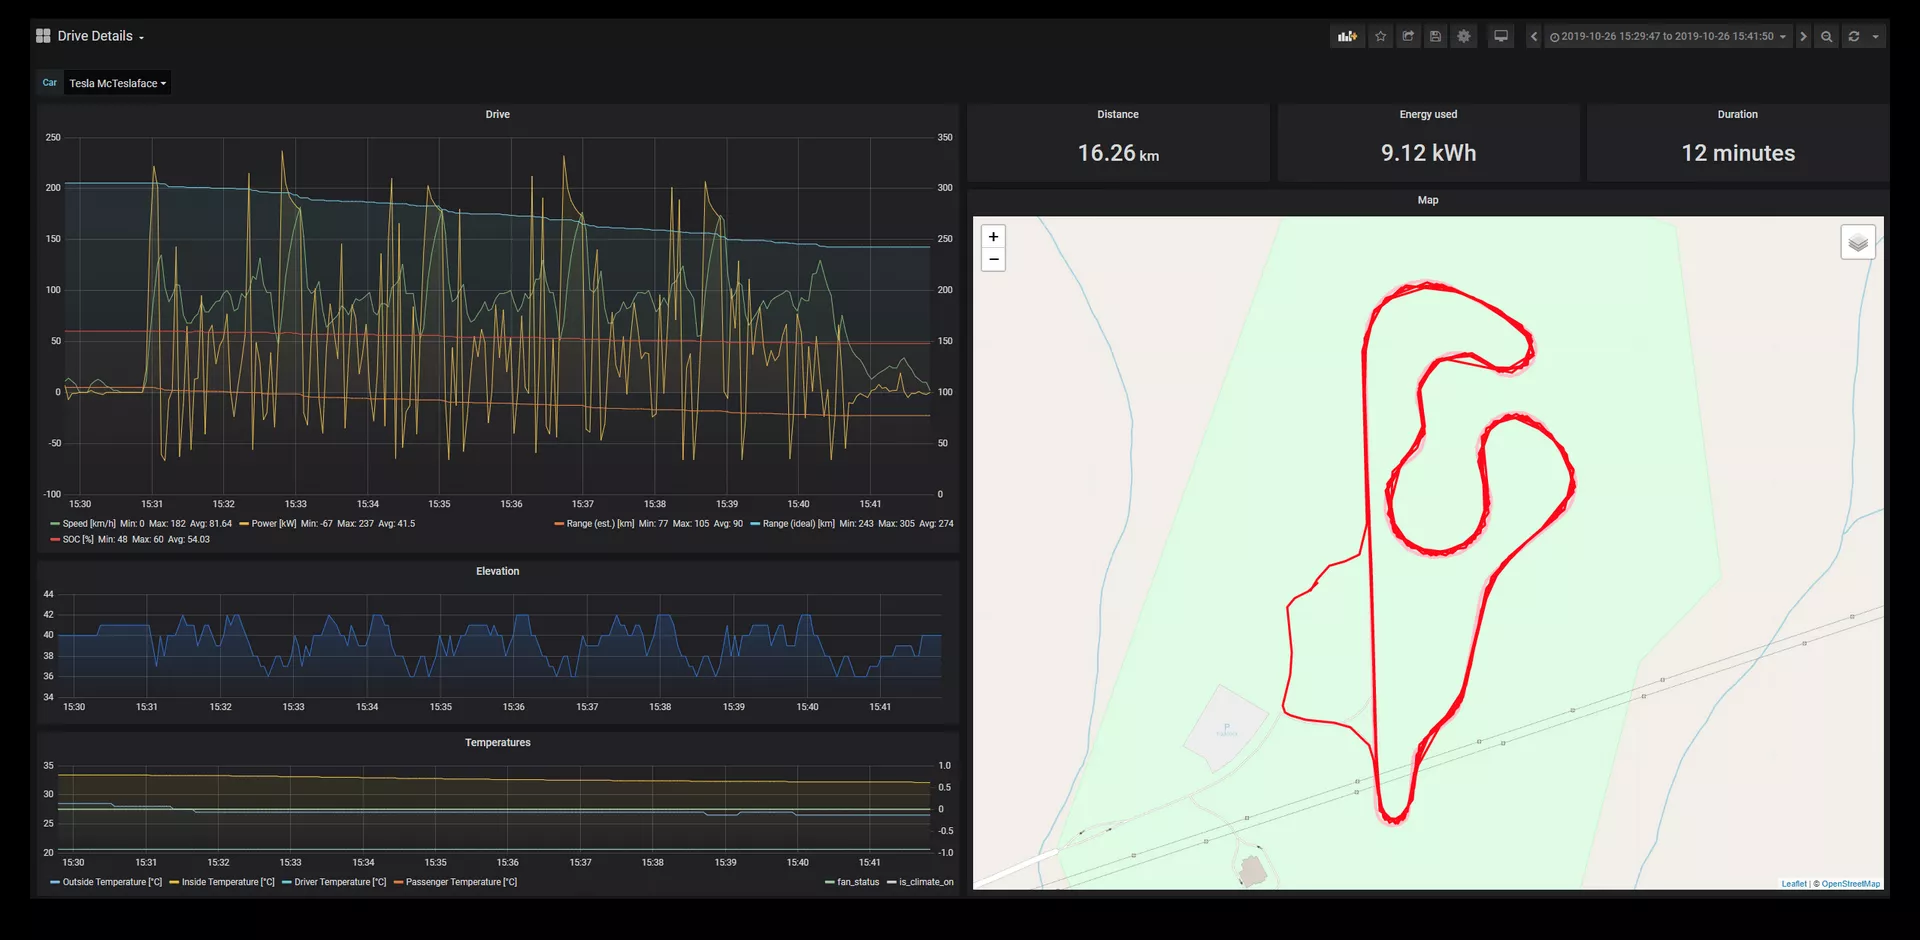 Drive Details
2019-10-26 15:29:47 to 2019-10-26 15:41:50
Car Tesla McTeslaface
Drive
250
200
150
100
50
0
-50
-100
350
300
250
200
150
100
50
0
15:30 15:31 15:32 15:33 15:34 15:35 15:36 15:37 15:38 15:39 15:40 15:41
Speed [km/h] Min: 0 Max: 182 Avg: 81.64 Power [kW] Min: -67 Max: 237 Avg: 41.5
Range (est.) [km] Min: 77 Max: 105 Avg: 90 Range (ideal) [km] Min: 243 Max: 305 Avg: 274
SOC [%] Min: 48 Max: 60 Avg: 54.03
Elevation
44
42
40
38
36
34
15:30 15:31 15:32 15:33 15:34 15:35 15:36 15:37 15:38 15:39 15:40 15:41
Temperatures
35
30
25
20
1.0
0.5
0
-0.5
-1.0
15:30 15:31 15:32 15:33 15:34 15:35 15:36 15:37 15:38 15:39 15:40 15:41
Outside Temperature [°C] Inside Temperature [°C] Driver Temperature [°C] Passenger Temperature [°C]
fan_status is_climate_on
Distance
16.26 km
Energy used
9.12 kWh
Duration
12 minutes
Map
+
−
P
Leaflet | © OpenStreetMap